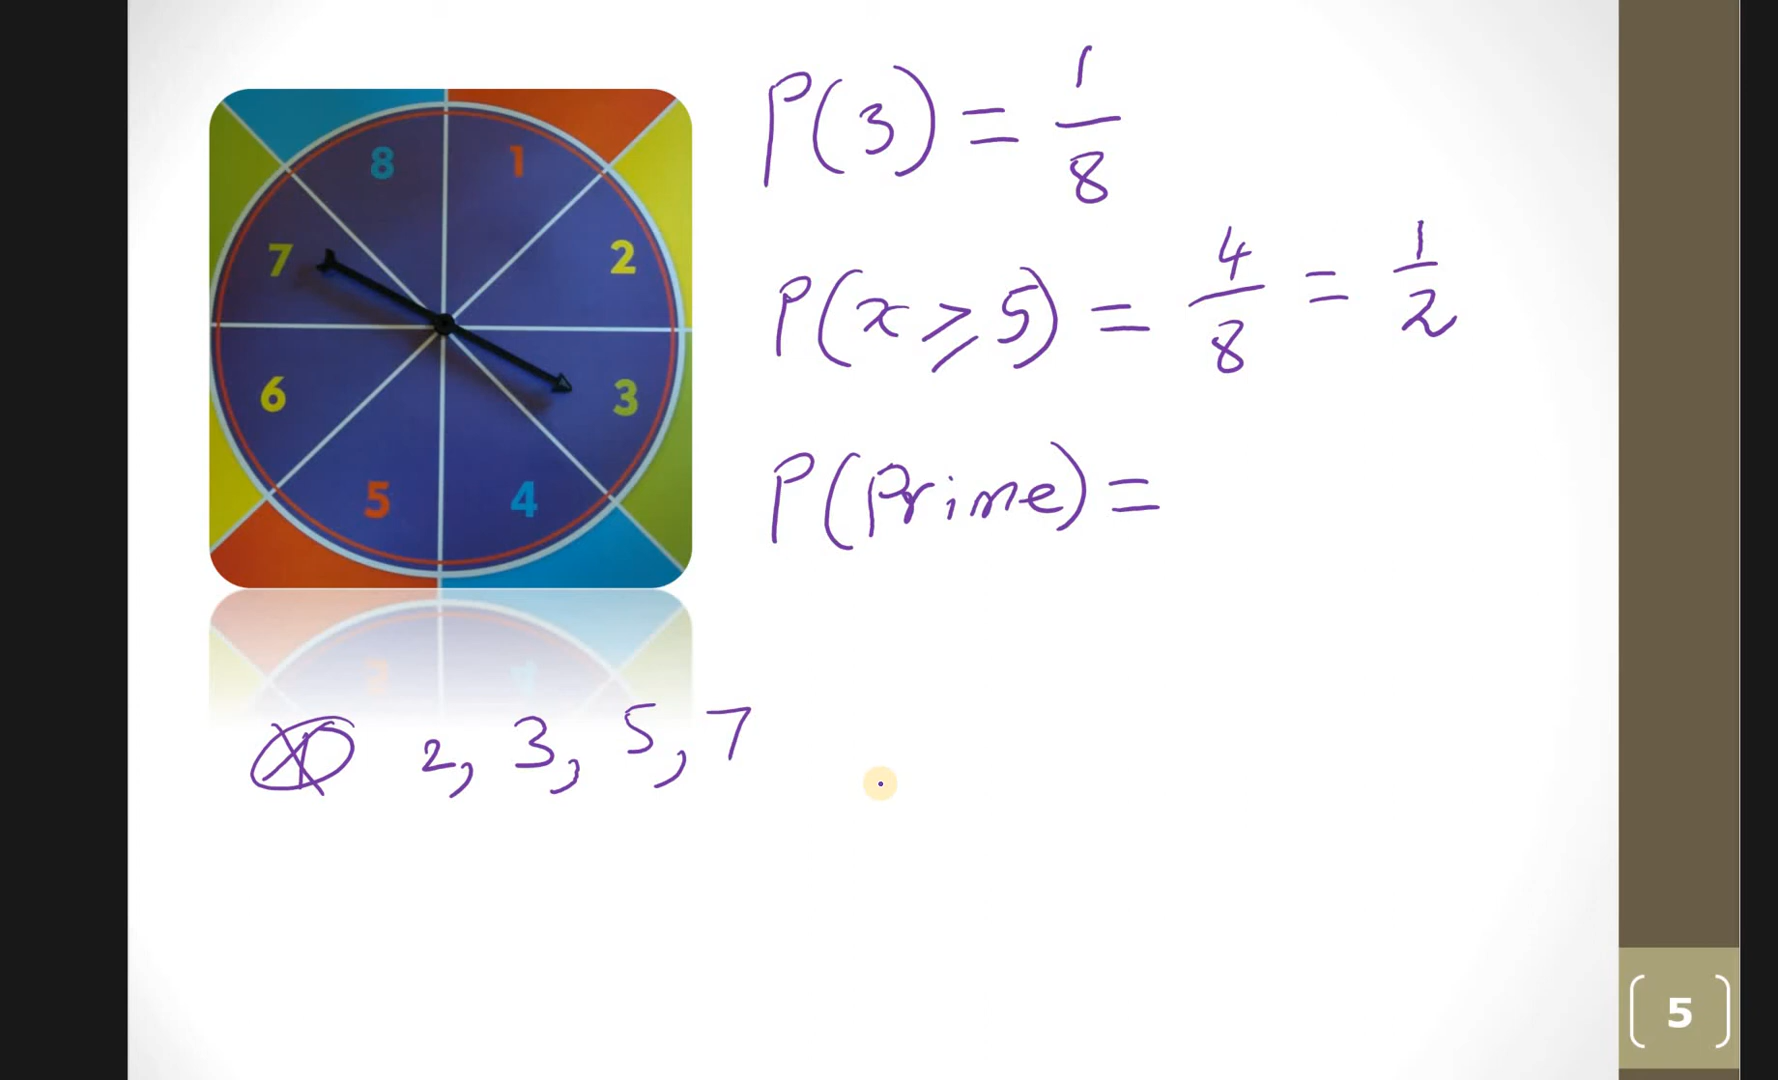 8 1
7 2
6 3
5 4
P(3) = 1/8
P(x ≥ 5) = 4/8 = 1/2
P(Prime) =
2, 3, 5, 7
5